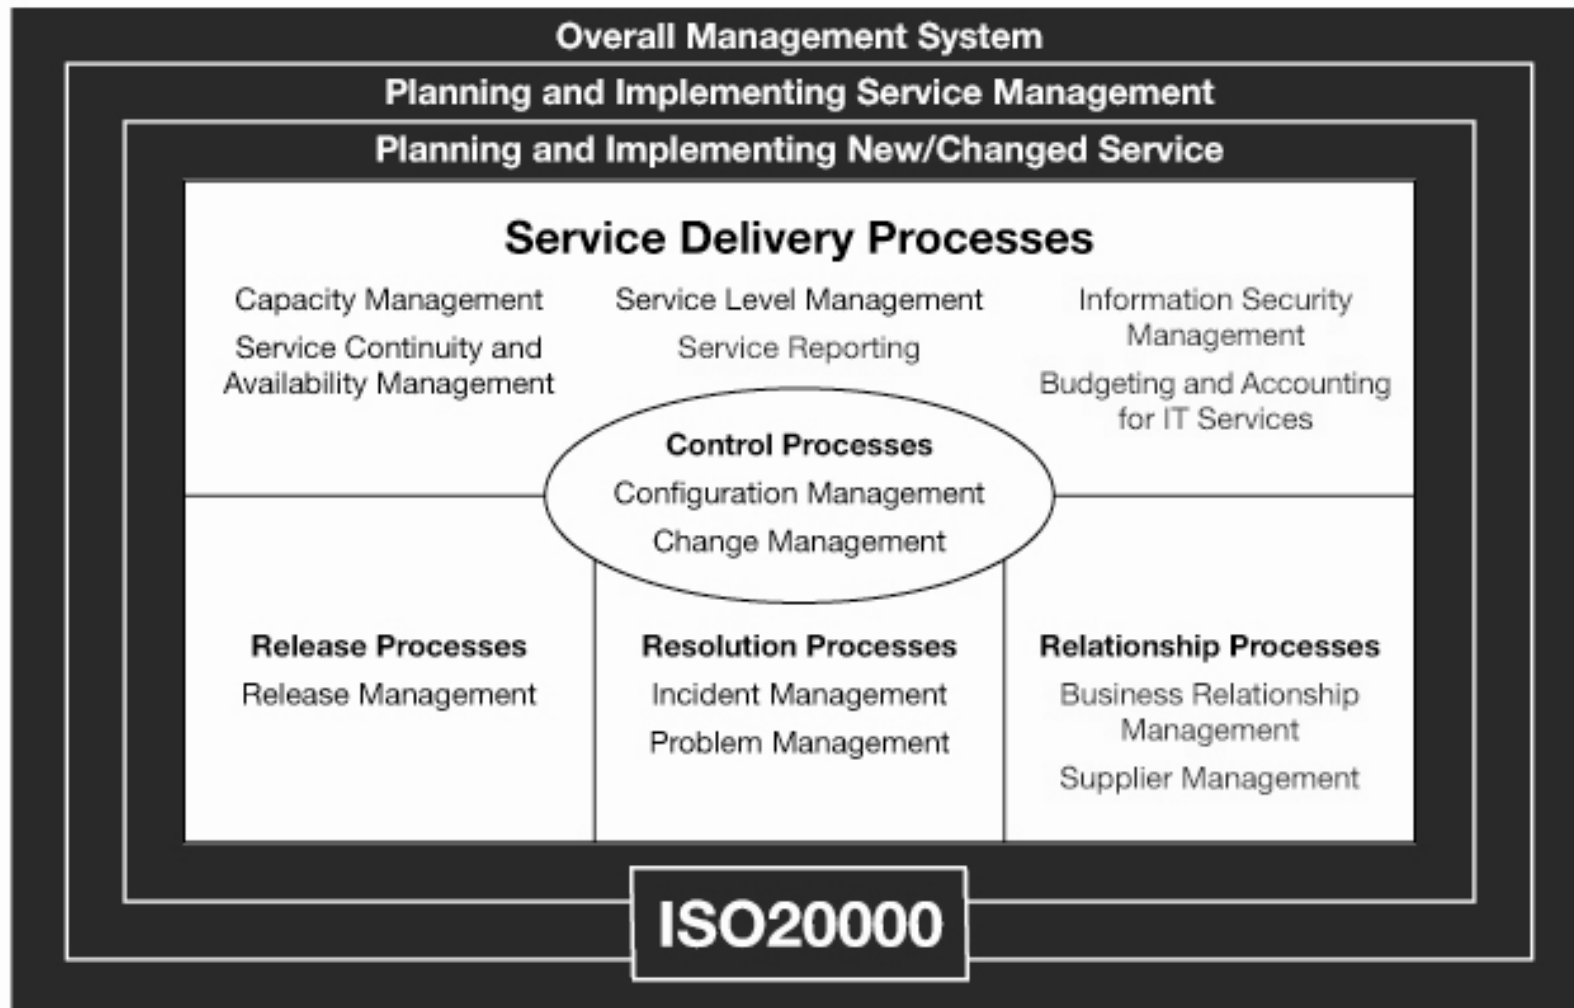 Overall Management System
Planning and Implementing Service Management
Planning and Implementing New/Changed Service
Service Delivery Processes
Capacity Management
Service Continuity and
Availability Management
Service Level Management
Service Reporting
Information Security
Management
Budgeting and Accounting
for IT Services
Control Processes
Configuration Management
Change Management
Release Processes
Release Management
Resolution Processes
Incident Management
Problem Management
Relationship Processes
Business Relationship
Management
Supplier Management
ISO20000